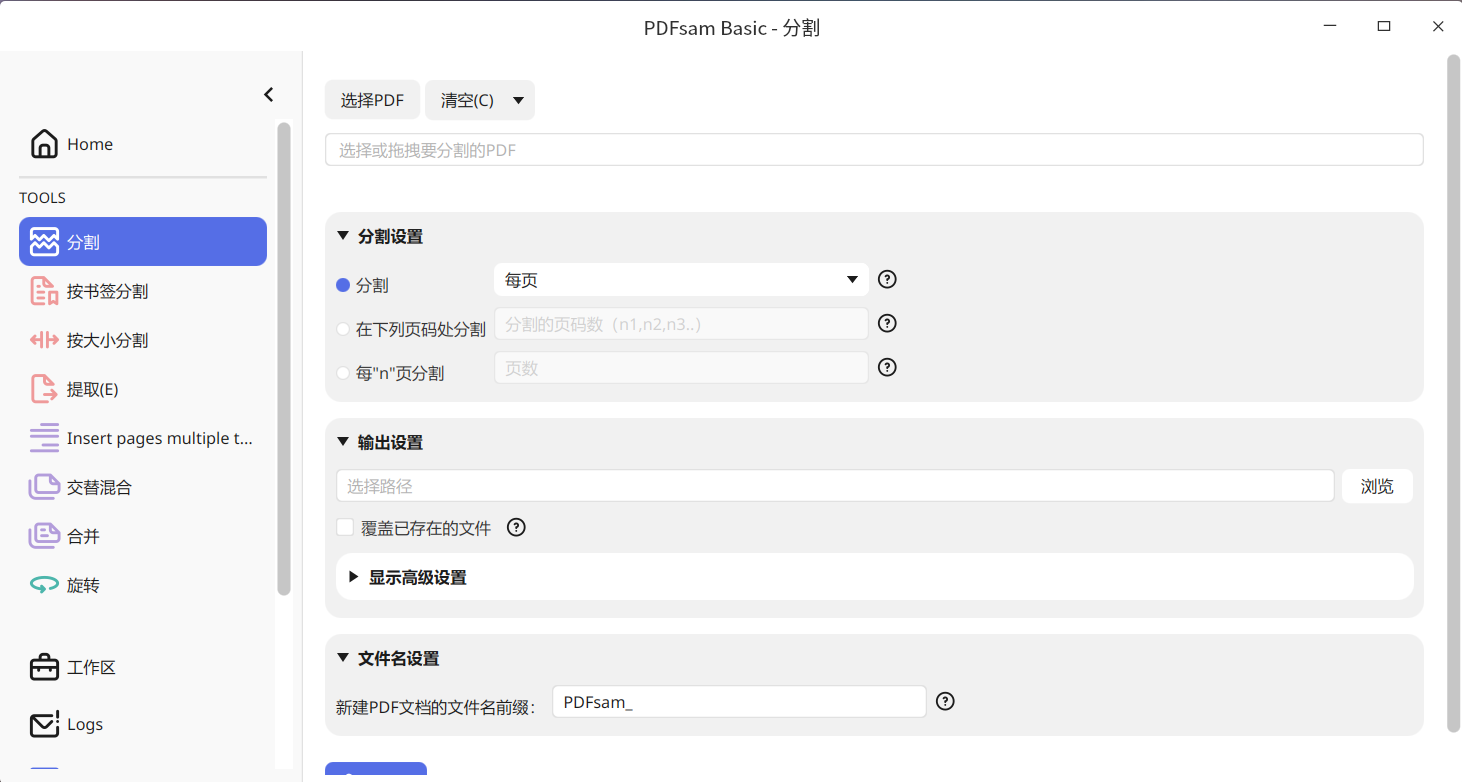 PDFsam Basic - 分割
Home
TOOLS
分割
按书签分割
按大小分割
提取(E)
Insert pages multiple t...
交替混合
合并
旋转
工作区
Logs
选择PDF
清空(C)
选择或拖拽要分割的PDF
分割设置
分割
每页
在下列页码处分割
分割的页码数（n1,n2,n3..）
每"n"页分割
页数
输出设置
选择路径
浏览
覆盖已存在的文件
显示高级设置
文件名设置
新建PDF文档的文件名前缀：
PDFsam_